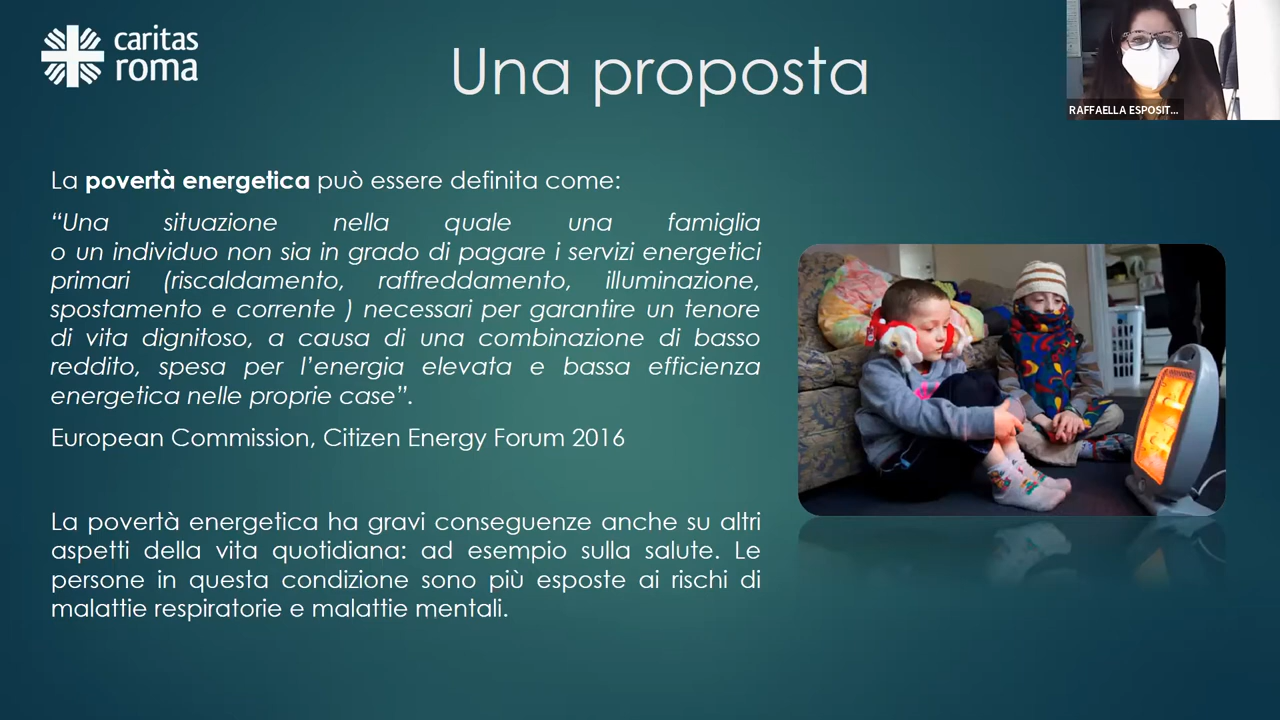 caritas
roma
Una proposta
RAFFAELLA ESPOSIT...
La povertà energetica può essere definita come:
“Una situazione nella quale una famiglia
o un individuo non sia in grado di pagare i servizi energetici
primari (riscaldamento, raffreddamento, illuminazione,
spostamento e corrente ) necessari per garantire un tenore
di vita dignitoso, a causa di una combinazione di basso
reddito, spesa per l’energia elevata e bassa efficienza
energetica nelle proprie case”.
European Commission, Citizen Energy Forum 2016
La povertà energetica ha gravi conseguenze anche su altri
aspetti della vita quotidiana: ad esempio sulla salute. Le
persone in questa condizione sono più esposte ai rischi di
malattie respiratorie e malattie mentali.